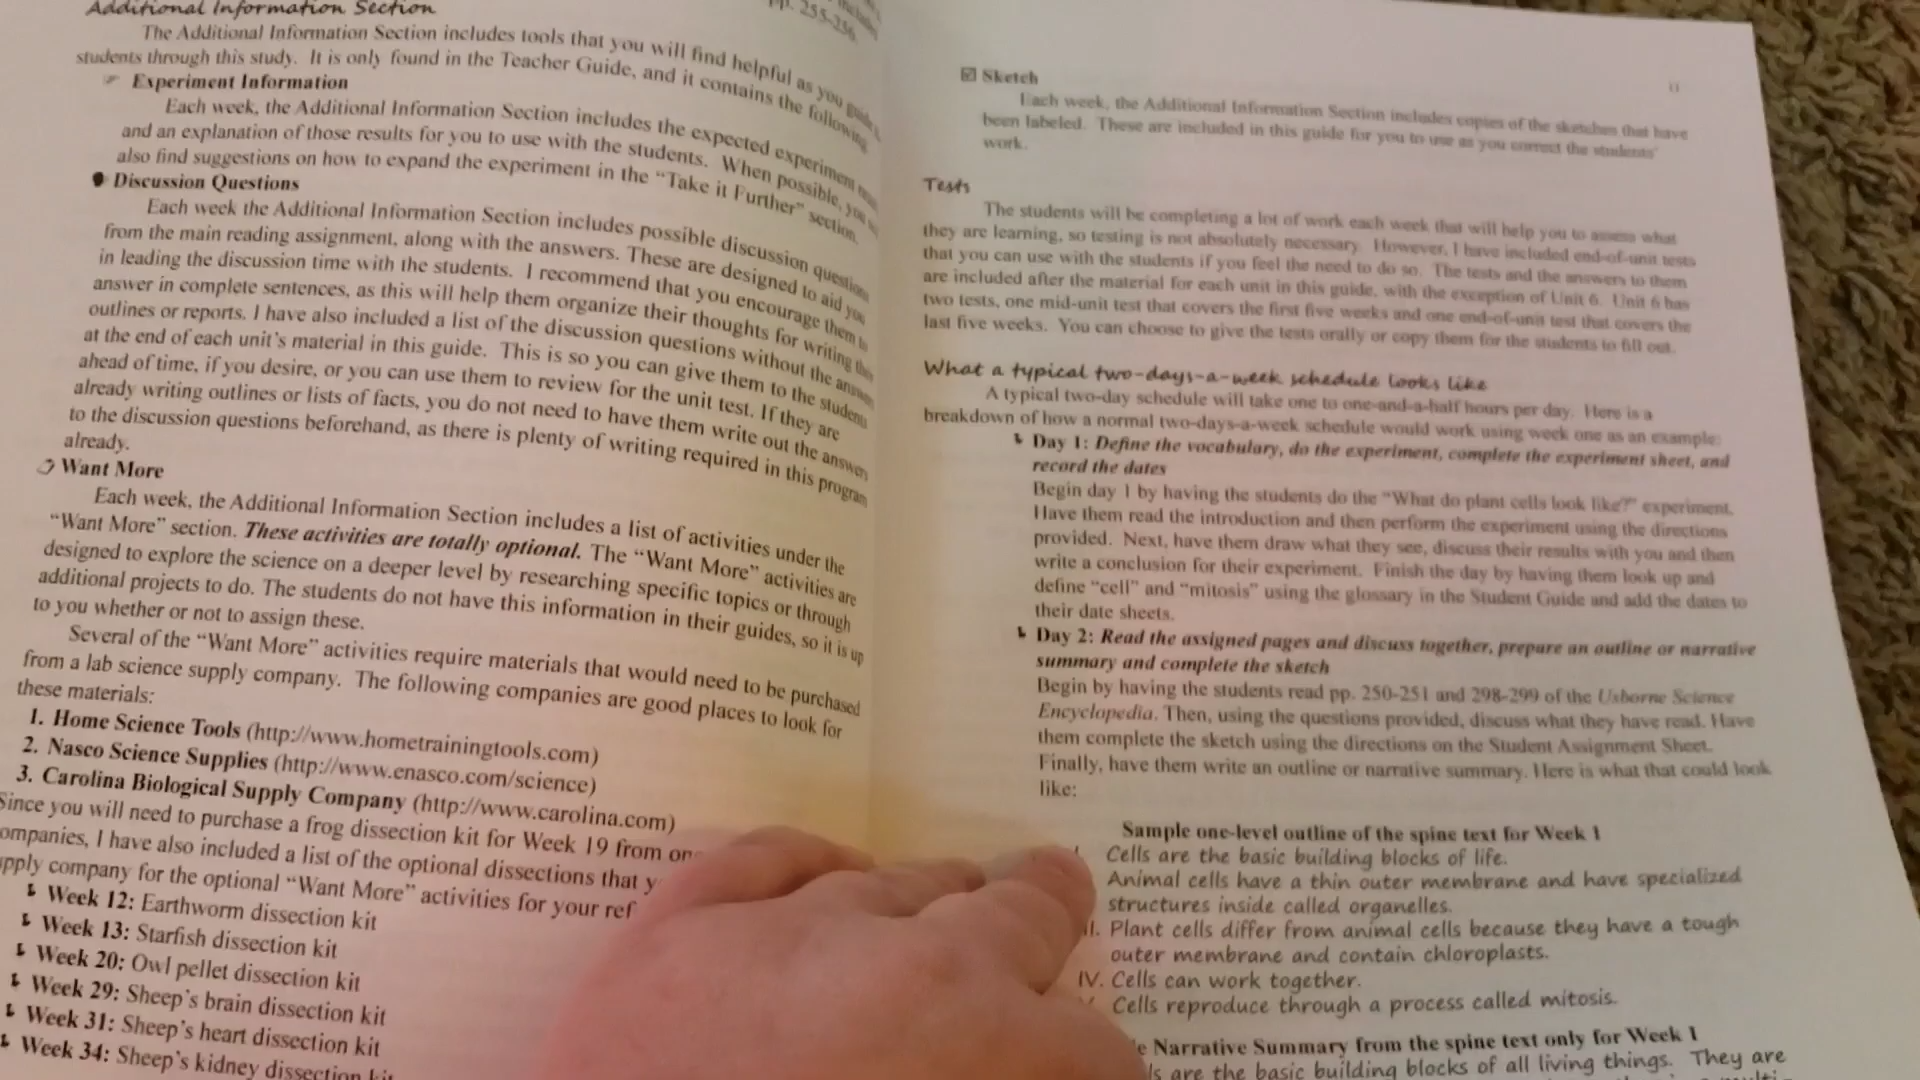 Additional Information Section
The Additional Information Section includes tools that you will find helpful as you guide
students through this study. It is only found in the Teacher Guide, and it contains the following
Experiment Information
Each week, the Additional Information Section includes the expected experiment
and an explanation of those results for you to use with the students. When possible, you
also find suggestions on how to expand the experiment in the "Take it Further" section.
Discussion Questions
Each week the Additional Information Section includes possible discussion questions
from the main reading assignment, along with the answers. These are designed to aid you
in leading the discussion time with the students. I recommend that you encourage them to
answer in complete sentences, as this will help them organize their thoughts for writing
outlines or reports. I have also included a list of the discussion questions without the answers
at the end of each unit's material in this guide. This is so you can give them to the students
ahead of time, if you desire, or you can use them to review for the unit test. If they are
already writing outlines or lists of facts, you do not need to have them write out the answers
to the discussion questions beforehand, as there is plenty of writing required in this program
already.
Want More
Each week, the Additional Information Section includes a list of activities under the
"Want More" section. These activities are totally optional. The "Want More" activities are
designed to explore the science on a deeper level by researching specific topics or through
additional projects to do. The students do not have this information in their guides, so it is up
to you whether or not to assign these.
Several of the "Want More" activities require materials that would need to be purchased
from a lab science supply company. The following companies are good places to look for
these materials:
1. Home Science Tools (http://www.hometrainingtools.com)
2. Nasco Science Supplies (http://www.enasco.com/science)
3. Carolina Biological Supply Company (http://www.carolina.com)
Since you will need to purchase a frog dissection kit for Week 19 from
ompanies, I have also included a list of the optional dissections that y
pply company for the optional "Want More" activities for your ref
Week 12: Earthworm dissection kit
Week 13: Starfish dissection kit
Week 20: Owl pellet dissection kit
Week 29: Sheep's brain dissection kit
Week 31: Sheep's heart dissection kit
Week 34: Sheep's kidney dissection kit
pp. 255-256
11
Sketch
Each week, the Additional Information Section includes copies of the sketches that have
been labeled. These are included in this guide for you to use as you correct the students'
work.
Tests
The students will be completing a lot of work each week that will help you to assess what
they are learning, so testing is not absolutely necessary. However, I have included end-of-unit tests
that you can use with the students if you feel the need to do so. The tests and the answers to them
are included after the material for each unit in this guide, with the exception of Unit 6. Unit 6 has
two tests, one mid-unit test that covers the first five weeks and one end-of-unit test that covers the
last five weeks. You can choose to give the tests orally or copy them for the students to fill out.
What a typical two-days-a-week schedule looks like
A typical two-day schedule will take one to one-and-a-half hours per day. Here is a
breakdown of how a normal two-days-a-week schedule would work using week one as an example:
Day 1: Define the vocabulary, do the experiment, complete the experiment sheet, and
record the dates
Begin day 1 by having the students do the "What do plant cells look like?" experiment.
Have them read the introduction and then perform the experiment using the directions
provided. Next, have them draw what they see, discuss their results with you and then
write a conclusion for their experiment. Finish the day by having them look up and
define "cell" and "mitosis" using the glossary in the Student Guide and add the dates to
their date sheets.
Day 2: Read the assigned pages and discuss together, prepare an outline or narrative
summary and complete the sketch
Begin by having the students read pp. 250-251 and 298-299 of the Usborne Science
Encyclopedia. Then, using the questions provided, discuss what they have read. Have
them complete the sketch using the directions on the Student Assignment Sheet.
Finally, have them write an outline or narrative summary. Here is what that could look
like:
Sample one-level outline of the spine text for Week 1
Cells are the basic building blocks of life.
Animal cells have a thin outer membrane and have specialized
structures inside called organelles.
II. Plant cells differ from animal cells because they have a tough
outer membrane and contain chloroplasts.
IV. Cells can work together.
Cells reproduce through a process called mitosis.
e Narrative Summary from the spine text only for Week 1
ls are the basic building blocks of all living things. They are